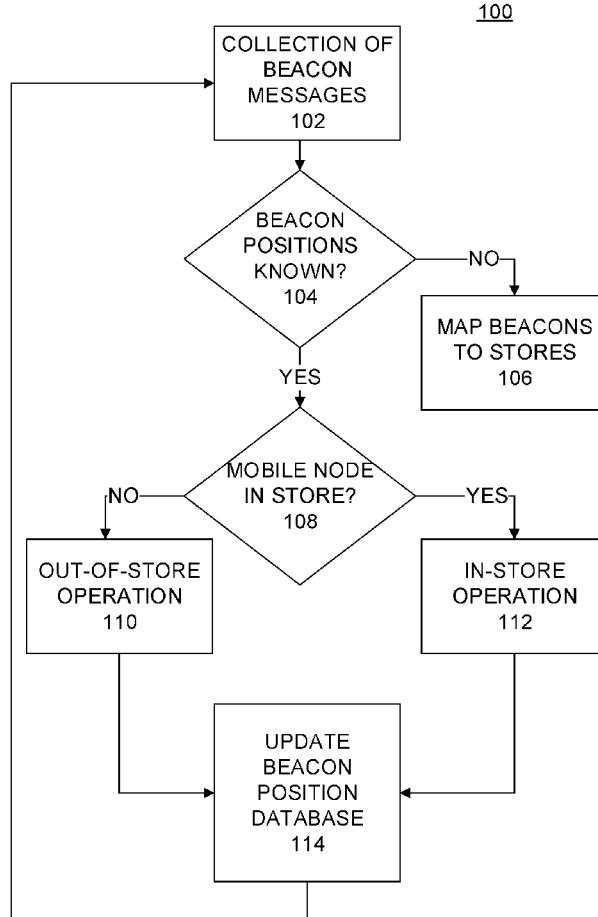 100
COLLECTION OF
BEACON
MESSAGES
102
BEACON
POSITIONS
KNOWN?
104
NO
MAP BEACONS
TO STORES
106
YES
MOBILE NODE
IN STORE?
108
NO
YES
OUT-OF-STORE
OPERATION
110
IN-STORE
OPERATION
112
UPDATE
BEACON
POSITION
DATABASE
114